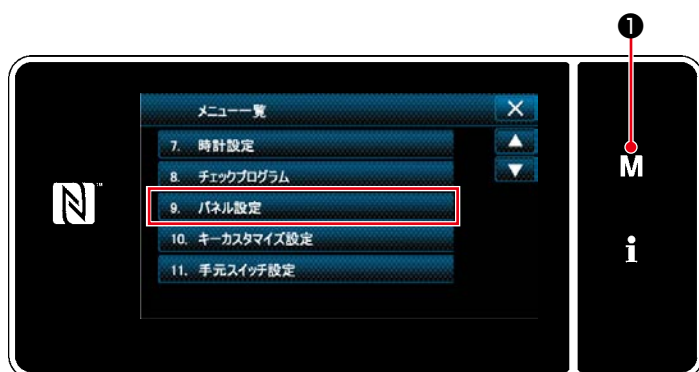 ❶
メニュー一覧
7. 時計設定
8. チェックプログラム
9. パネル設定
10. キーカスタマイズ設定
11. 手元スイッチ設定
N™
M
i